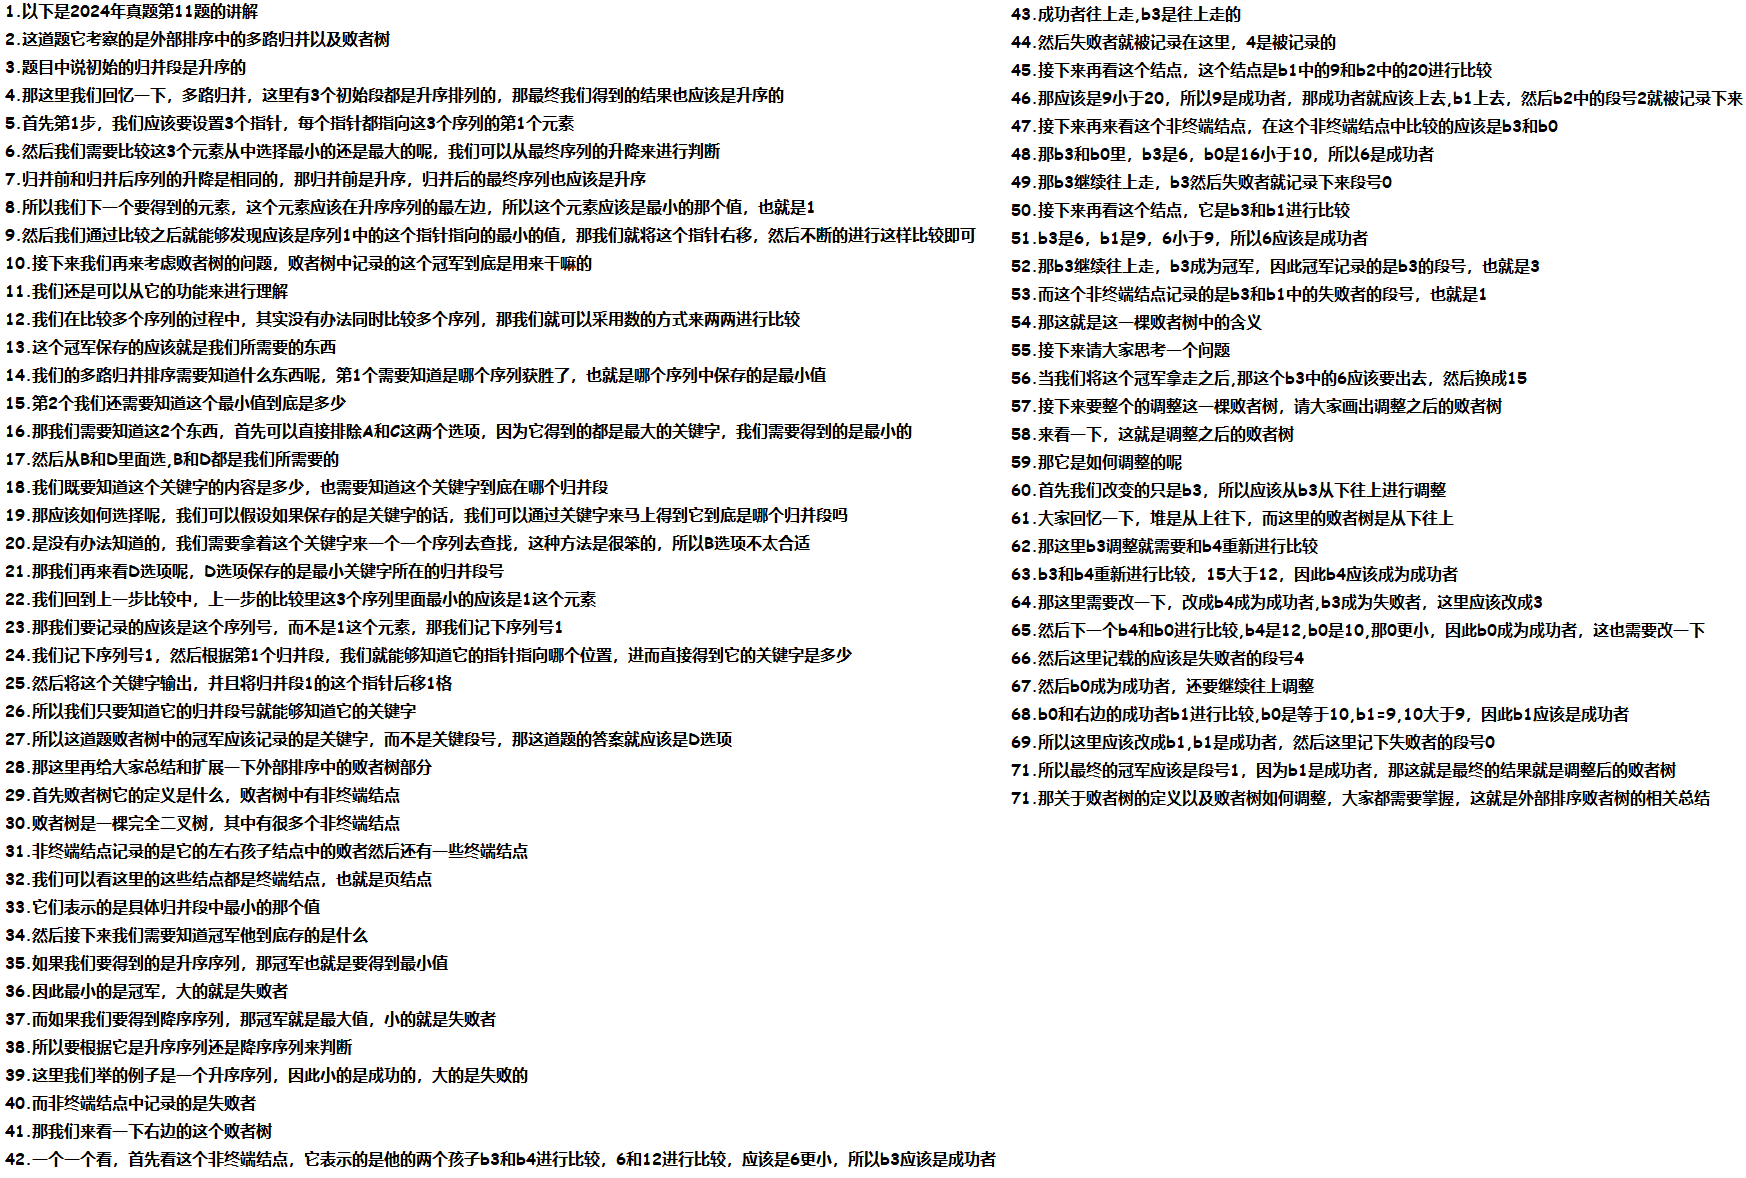 1.以下是2024年真题第11题的讲解
2.这道题它考察的是外部排序中的多路归并以及败者树
3.题目中说初始的归并段是升序的
4.那这里我们回忆一下，多路归并，这里有3个初始段都是升序排列的，那最终我们得到的结果也应该是升序的
5.首先第1步，我们应该要设置3个指针，每个指针都指向这3个序列的第1个元素
6.然后我们需要比较这3个元素从中选择最小的还是最大的呢，我们可以从最终序列的升降来进行判断
7.归并前和归并后序列的升降是相同的，那归并前是升序，归并后的最终序列也应该是升序
8.所以我们下一个要得到的元素，这个元素应该在升序序列的最左边，所以这个元素应该是最小的那个值，也就是1
9.然后我们通过比较之后就能够发现应该是序列1中的这个指针指向的最小的值，那我们就将这个指针右移，然后不断的进行这样比较即可
10.接下来我们再来考虑败者树的问题，败者树中记录的这个冠军到底是用来干嘛的
11.我们还是可以从它的功能来进行理解
12.我们在比较多个序列的过程中，其实没有办法同时比较多个序列，那我们就可以采用数的方式来两两进行比较
13.这个冠军保存的应该就是我们所需要的东西
14.我们的多路归并排序需要知道什么东西呢，第1个需要知道是哪个序列获胜了，也就是哪个序列中保存的是最小值
15.第2个我们还需要知道这个最小值到底是多少
16.那我们需要知道这2个东西，首先可以直接排除A和C这两个选项，因为它得到的都是最大的关键字，我们需要得到的是最小的
17.然后从B和D里面选,B和D都是我们所需要的
18.我们既要知道这个关键字的内容是多少，也需要知道这个关键字到底在哪个归并段
19.那应该如何选择呢，我们可以假设如果保存的是关键字的话，我们可以通过关键字来马上得到它到底是哪个归并段吗
20.是没有办法知道的，我们需要拿着这个关键字来一个一个序列去查找，这种方法是很笨的，所以B选项不太合适
21.那我们再来看D选项呢，D选项保存的是最小关键字所在的归并段号
22.我们回到上一步比较中，上一步的比较里这3个序列里面最小的应该是1这个元素
23.那我们要记录的应该是这个序列号，而不是1这个元素，那我们记下序列号1
24.我们记下序列号1，然后根据第1个归并段，我们就能够知道它的指针指向哪个位置，进而直接得到它的关键字是多少
25.然后将这个关键字输出，并且将归并段1的这个指针后移1格
26.所以我们只要知道它的归并段号就能够知道它的关键字
27.所以这道题败者树中的冠军应该记录的是关键字，而不是关键段号，那这道题的答案就应该是D选项
28.那这里再给大家总结和扩展一下外部排序中的败者树部分
29.首先败者树它的定义是什么，败者树中有非终端结点
30.败者树是一棵完全二叉树，其中有很多个非终端结点
31.非终端结点记录的是它的左右孩子结点中的败者然后还有一些终端结点
32.我们可以看这里的这些结点都是终端结点，也就是页结点
33.它们表示的是具体归并段中最小的那个值
34.然后接下来我们需要知道冠军他到底存的是什么
35.如果我们要得到的是升序序列，那冠军也就是要得到最小值
36.因此最小的是冠军，大的就是失败者
37.而如果我们要得到降序序列，那冠军就是最大值，小的就是失败者
38.所以要根据它是升序序列还是降序序列来判断
39.这里我们举的例子是一个升序序列，因此小的是成功的，大的是失败的
40.而非终端结点中记录的是失败者
41.那我们来看一下右边的这个败者树
42.一个一个看，首先看这个非终端结点，它表示的是他的两个孩子b3和b4进行比较，6和12进行比较，应该是6更小，所以b3应该是成功者
43.成功者往上走,b3是往上走的
44.然后失败者就被记录在这里，4是被记录的
45.接下来再看这个结点，这个结点是b1中的9和b2中的20进行比较
46.那应该是9小于20，所以9是成功者，那成功者就应该上去,b1上去，然后b2中的段号2就被记录下来
47.接下来再来看这个非终端结点，在这个非终端结点中比较的应该是b3和b0
48.那b3和b0里，b3是6，b0是16小于10，所以6是成功者
49.那b3继续往上走，b3然后失败者就记录下来段号0
50.接下来再看这个结点，它是b3和b1进行比较
51.b3是6，b1是9，6小于9，所以6应该是成功者
52.那b3继续往上走，b3成为冠军，因此冠军记录的是b3的段号，也就是3
53.而这个非终端结点记录的是b3和b1中的失败者的段号，也就是1
54.那这就是这一棵败者树中的含义
55.接下来请大家思考一个问题
56.当我们将这个冠军拿走之后,那这个b3中的6应该要出去，然后换成15
57.接下来要整个的调整这一棵败者树，请大家画出调整之后的败者树
58.来看一下，这就是调整之后的败者树
59.那它是如何调整的呢
60.首先我们改变的只是b3，所以应该从b3从下往上进行调整
61.大家回忆一下，堆是从上往下，而这里的败者树是从下往上
62.那这里b3调整就需要和b4重新进行比较
63.b3和b4重新进行比较，15大于12，因此b4应该成为成功者
64.那这里需要改一下，改成b4成为成功者,b3成为失败者，这里应该改成3
65.然后下一个b4和b0进行比较,b4是12,b0是10,那0更小，因此b0成为成功者，这也需要改一下
66.然后这里记载的应该是失败者的段号4
67.然后b0成为成功者，还要继续往上调整
68.b0和右边的成功者b1进行比较,b0是等于10,b1=9,10大于9，因此b1应该是成功者
69.所以这里应该改成b1,b1是成功者，然后这里记下失败者的段号0
71.所以最终的冠军应该是段号1，因为b1是成功者，那这就是最终的结果就是调整后的败者树
71.那关于败者树的定义以及败者树如何调整，大家都需要掌握，这就是外部排序败者树的相关总结